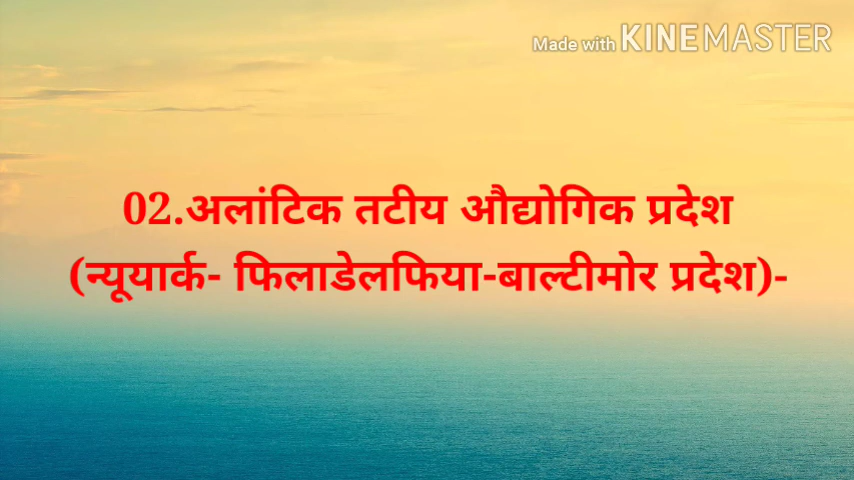 Made with KINEMASTER
02.अलांटिक तटीय औद्योगिक प्रदेश
(न्यूयार्क- फिलाडेलफिया-बाल्टीमोर प्रदेश)-